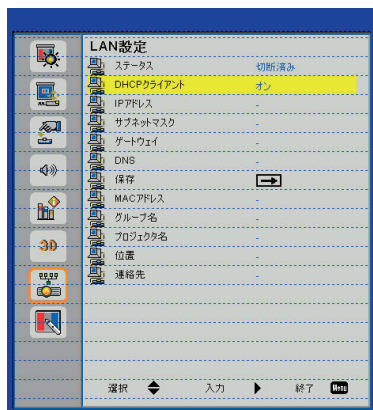 LAN設定
ステータス 切断済み
DHCPクライアント オン
IPアドレス -
サブネットマスク -
ゲートウェイ -
DNS -
保存
MACアドレス -
グループ名 -
プロジェクタ名 -
位置 -
連絡先 -
3D
選択 入力 終了 Menu